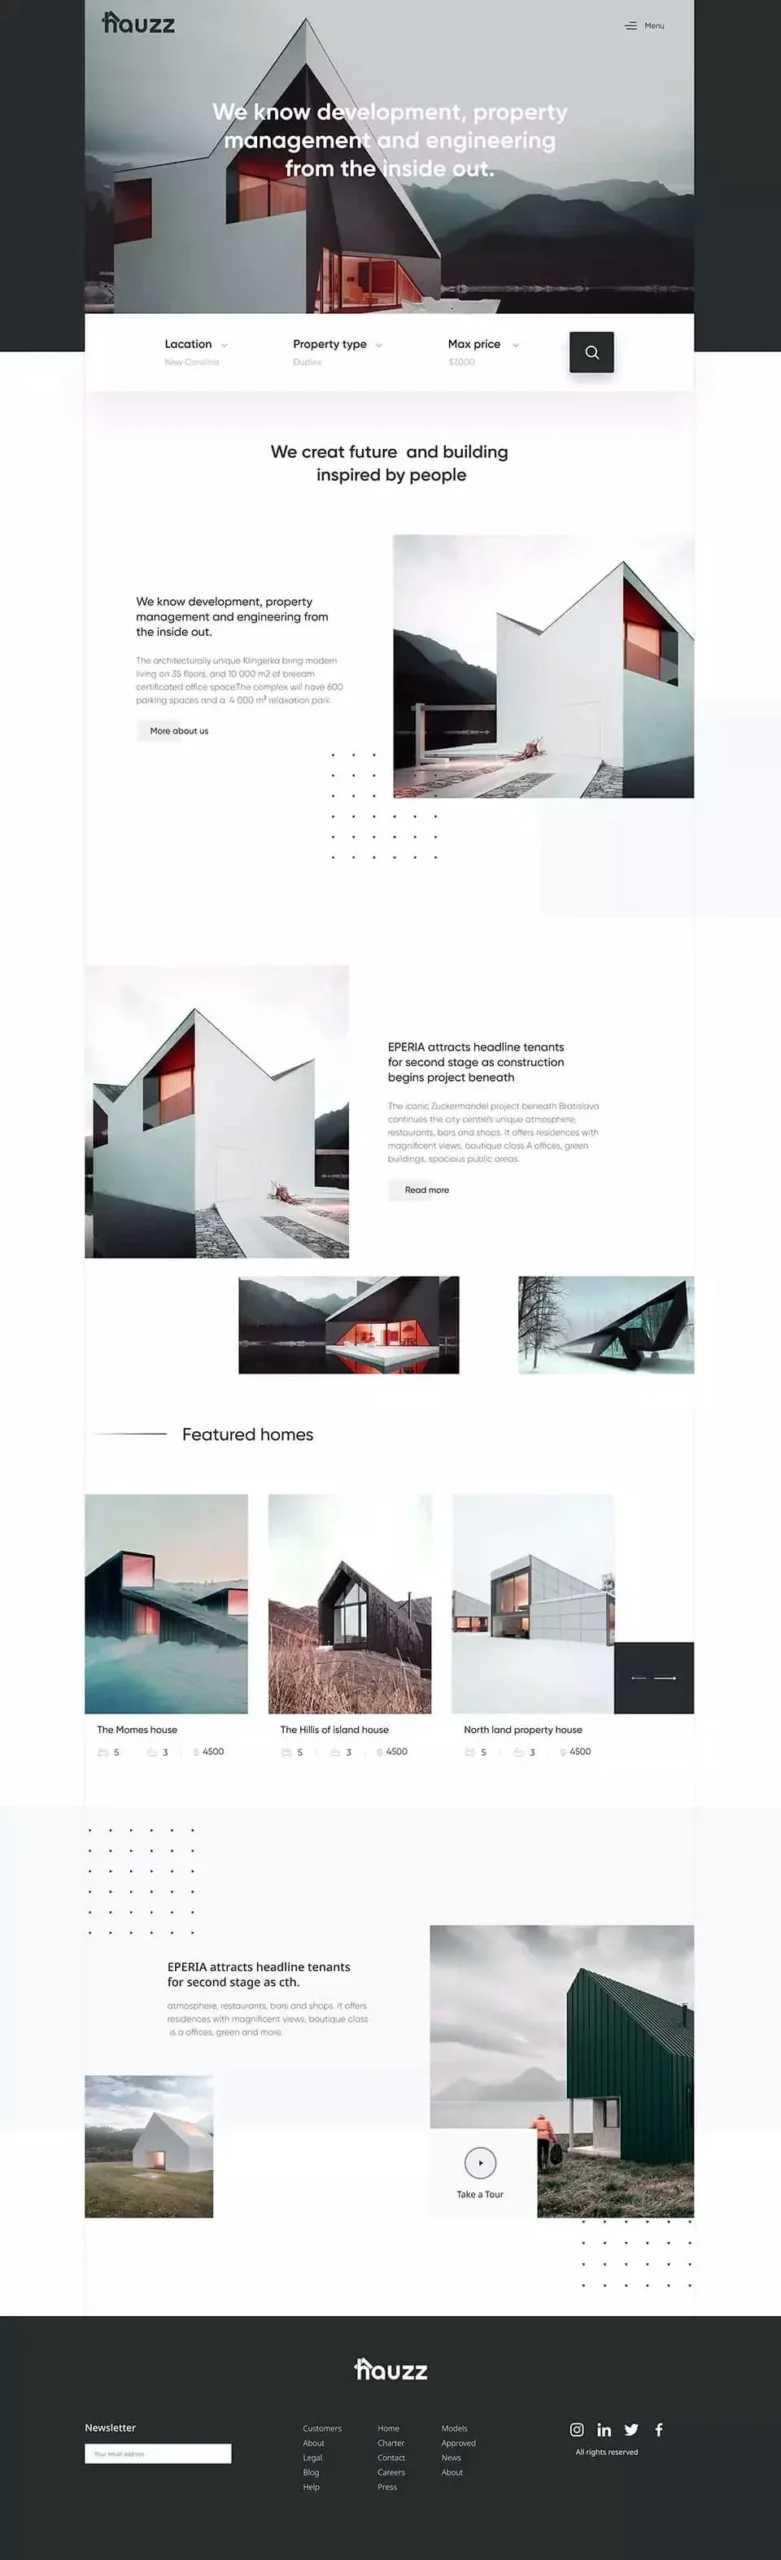 hauzz
Menu
We know development, property
management and engineering
from the inside out.
Lacation
New Carolina
Property type
Duplex
Max price
$7,000
We creat future and building
inspired by people
We know development, property
management and engineering from
the inside out.
The architecturally unique Klingerka bring modern
living on 35 floors, and 10 000 m2 of breeam
certificated office space.The complex will have 600
parking spaces and a 4 000 m² relaxation park.
More about us
EPERIA attracts headline tenants
for second stage as construction
begins project beneath
The iconic Zuckermandel project beneath Bratislava
continues the city centre's unique atmosphere,
restaurants, bars and shops. It offers residences with
magnificent views, boutique class A offices, green
buildings, spacious public areas.
Read more
Featured homes
The Momes house
5 3 $ 4500
The Hillis of island house
5 3 $ 4500
North land property house
5 3 $ 4500
EPERIA attracts headline tenants
for second stage as cth.
atmosphere, restaurants, bars and shops. It offers
residences with magnificent views, boutique class
is a offices, green and more.
Take a Tour
hauzz
Newsletter
Your email address
Customers
About
Legal
Blog
Help
Home
Charter
Contact
Careers
Press
Models
Approved
News
About
All rights reserved